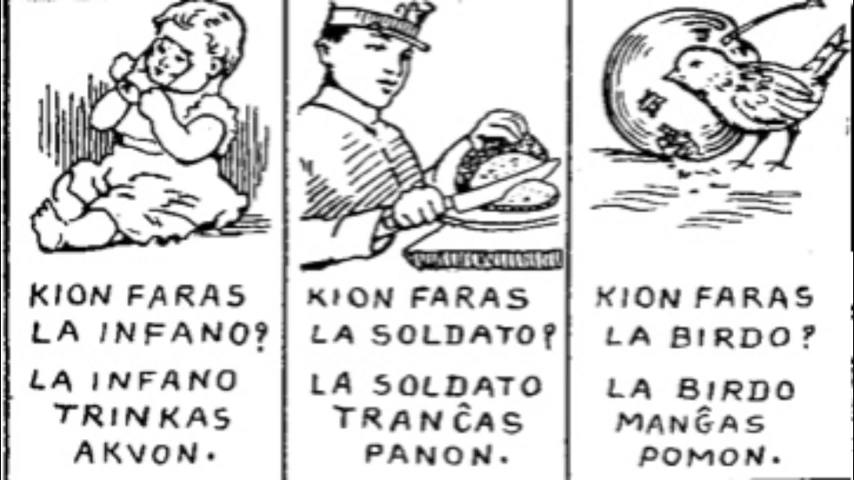 KION FARAS
LA INFANO?
LA INFANO
TRINKAS
AKVON.
KION FARAS
LA SOLDATO?
LA SOLDATO
TRANĈAS
PANON.
KION FARAS
LA BIRDO?
LA BIRDO
MANĜAS
POMON.